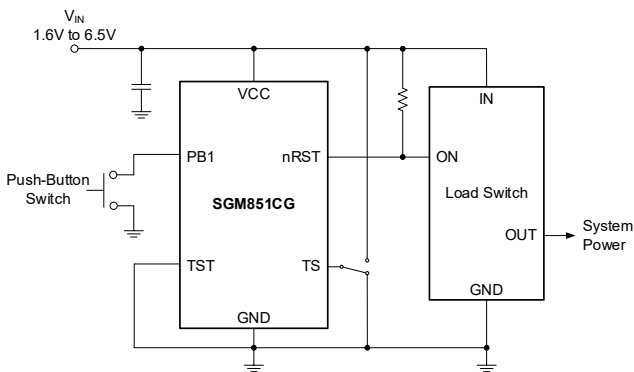 VIN
1.6V to 6.5V
VCC
IN
PB1
nRST
ON
Push-Button
Switch
SGM851CG
Load Switch
OUT
System
Power
TST
TS
GND
GND